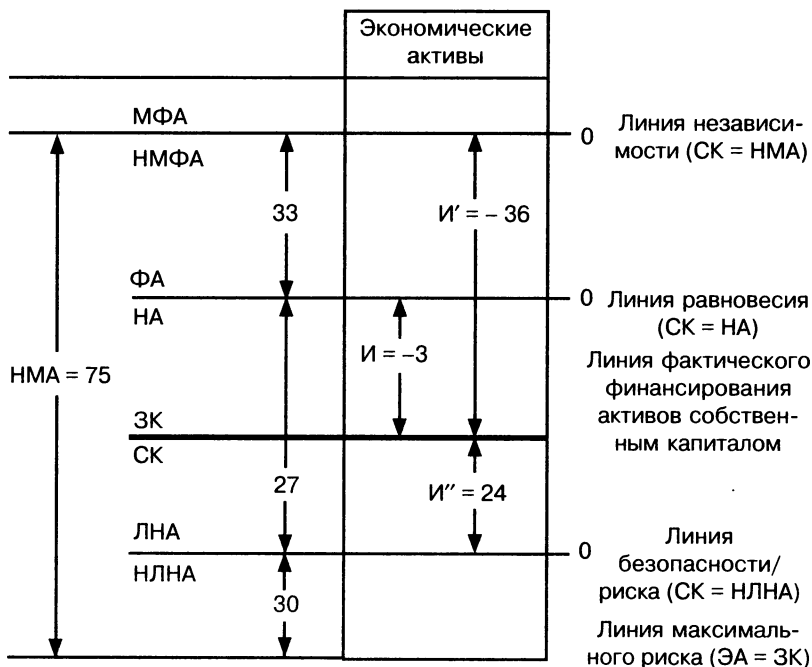 Экономические
активы
МФА
0
Линия независи-
мости (СК = НМА)
НМФА
33
И′ = – 36
ФА
0
Линия равновесия
(СК = НА)
НА
И = –3
НМА = 75
Линия фактического
финансирования
активов собствен-
ным капиталом
ЗК
СК
27
И″ = 24
ЛНА
0
Линия
безопасности/
риска (СК = НЛНА)
НЛНА
30
Линия максималь-
ного риска (ЭА = ЗК)